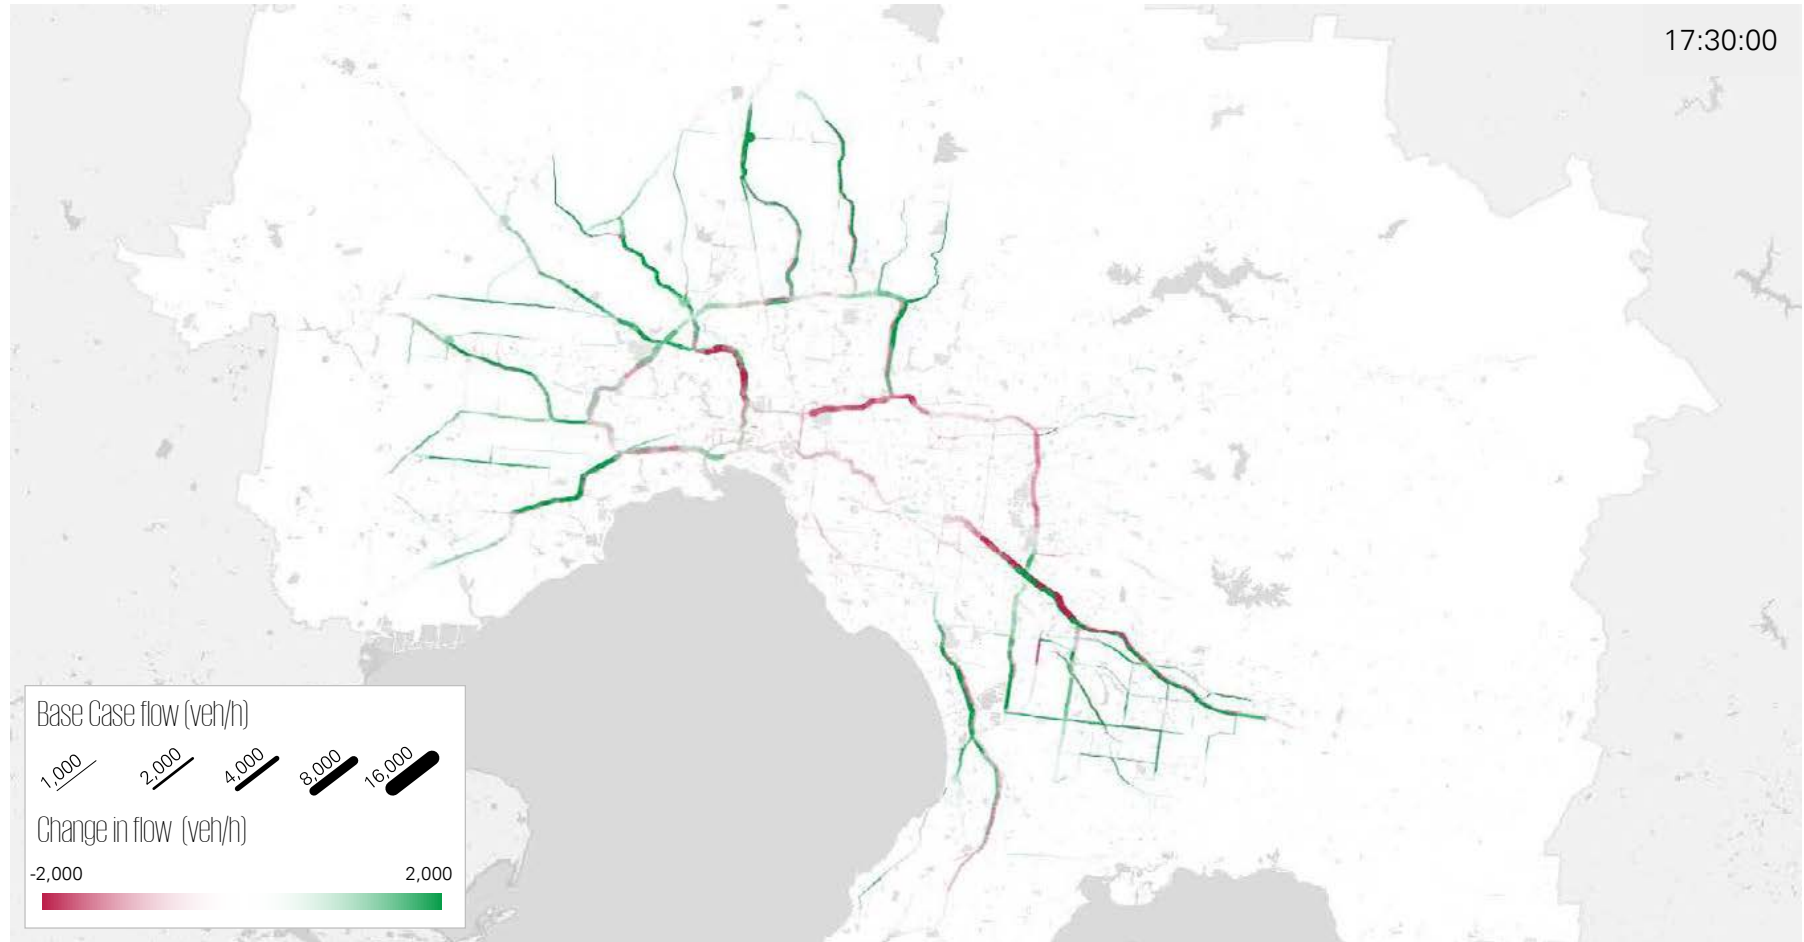 17:30:00
Base Case flow (veh/h)
1,000 2,000 4,000 8,000 16,000
Change in flow (veh/h)
-2,000 2,000